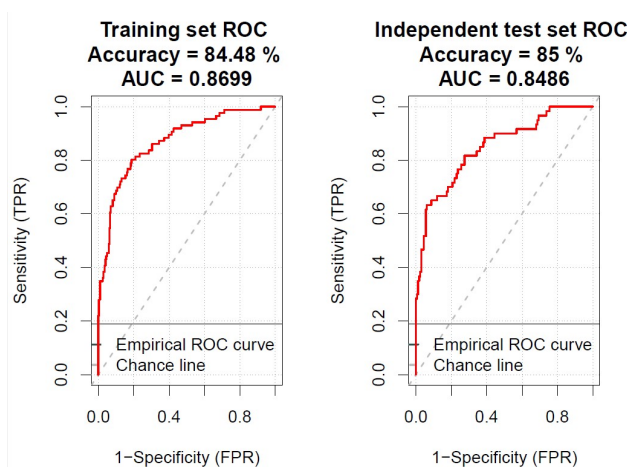 Training set ROC
Accuracy = 84.48 %
AUC = 0.8699
Sensitivity (TPR)
1.0
0.8
0.6
0.4
0.2
0.0
Empirical ROC curve
Chance line
0.0 0.4 0.8
1−Specificity (FPR)
Independent test set ROC
Accuracy = 85 %
AUC = 0.8486
Sensitivity (TPR)
1.0
0.8
0.6
0.4
0.2
0.0
Empirical ROC curve
Chance line
0.0 0.4 0.8
1−Specificity (FPR)